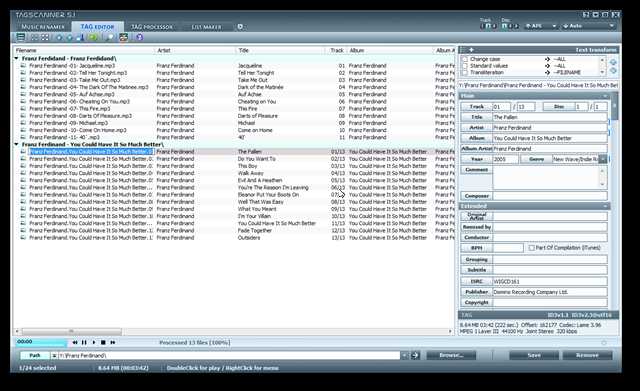 TAGSCANNER 5.1
MUSIC RENAMER TAG EDITOR TAG PROCESSOR LIST MAKER
Track Disc APE Auto
Filename Artist Title Track Album Album A
Franz Ferdidand - Franz Ferdinand\
Franz Ferdinand -01- Jacqueline.mp3 Franz Ferdinand Jacqueline 01 Franz Ferdinand Franz Fe
Franz Ferdinand -02- Tell Her Tonight.mp3 Franz Ferdinand Tell Her Tonight 02 Franz Ferdinand Franz Fe
Franz Ferdinand -03- Take Me Out.mp3 Franz Ferdinand Take Me Out 03 Franz Ferdinand Franz Fe
Franz Ferdinand -04- The Dark Of The Matinée.mp3 Franz Ferdinand The Dark of the Matinée 04 Franz Ferdinand Franz Fe
Franz Ferdinand -05- Auf Asher.mp3 Franz Ferdinand Auf Achse 05 Franz Ferdinand Franz Fe
Franz Ferdinand -06- Cheating On You.mp3 Franz Ferdinand Cheating on You 06 Franz Ferdinand Franz Fe
Franz Ferdinand -07- This Fire.mp3 Franz Ferdinand This Fire 07 Franz Ferdinand Franz Fe
Franz Ferdinand -08- Darts Of Pleasure.mp3 Franz Ferdinand Darts of Pleasure 08 Franz Ferdinand Franz Fe
Franz Ferdinand -09- Michael.mp3 Franz Ferdinand Michael 09 Franz Ferdinand Franz Fe
Franz Ferdinand -10- Come on Home.mp3 Franz Ferdinand Come on Home 10 Franz Ferdinand Franz Fe
Franz Ferdinand -11- 40´.mp3 Franz Ferdinand 40' 11 Franz Ferdinand Franz Fe
Franz Ferdinand - You Could Have It So Much Better\
Franz Ferdinand.You Could Have It So Much Better.01 Franz Ferdinand The Fallen 01/13 You Could Have It So Much Better Franz Fe
Franz Ferdinand.You Could Have It So Much Better.... Franz Ferdinand Do You Want To 02/13 You Could Have It So Much Better Franz Fe
Franz Ferdinand.You Could Have It So Much Better.... Franz Ferdinand This Boy 03/13 You Could Have It So Much Better Franz Fe
Franz Ferdinand.You Could Have It So Much Better.... Franz Ferdinand Walk Away 04/13 You Could Have It So Much Better Franz Fe
Franz Ferdinand.You Could Have It So Much Better.... Franz Ferdinand Evil And A Heathen 05/13 You Could Have It So Much Better Franz Fe
Franz Ferdinand.You Could Have It So Much Better.... Franz Ferdinand You're The Reason I'm Leaving 06/13 You Could Have It So Much Better Franz Fe
Franz Ferdinand.You Could Have It So Much Better.... Franz Ferdinand Eleanor Put Your Boots On You Could Have It So Much Better Franz Fe
Franz Ferdinand.You Could Have It So Much Better.... Franz Ferdinand Well That Was Easy 08/13 You Could Have It So Much Better Franz Fe
Franz Ferdinand.You Could Have It So Much Better.... Franz Ferdinand What You Meant 09/13 You Could Have It So Much Better Franz Fe
Franz Ferdinand.You Could Have It So Much Better.1... Franz Ferdinand I'm Your Villain 10/13 You Could Have It So Much Better Franz Fe
Franz Ferdinand.You Could Have It So Much Better.1... Franz Ferdinand You Could Have It So Much Better 11/13 You Could Have It So Much Better Franz Fe
Franz Ferdinand.You Could Have It So Much Better.1... Franz Ferdinand Fade Together 12/13 You Could Have It So Much Better Franz Fe
Franz Ferdinand.You Could Have It So Much Better.1... Franz Ferdinand Outsiders 13/13 You Could Have It So Much Better Franz Fe
Text transform
Change case -> --ALL
Standard values -> --ALL
Transliteration -> --FILENAME
Y:\Franz Ferdinand\Franz Ferdinand - You Could Have It So Much Bet
Main
Track 01 / 13 Disc 1 / 1
Title The Fallen
Artist Franz Ferdinand
Album You Could Have It So Much Better
Album Artist Franz Ferdinand
Year 2005 Genre New Wave/Indie Ro
Comment
Composer
Extended
Original Artist
Remixed by
Conductor
BPM Part Of Compilation (iTunes)
Grouping
Subtitle
ISRC WIGCD161
Publisher Domino Recording Company Ltd.
Copyright
TAG ID3v1.1 ID3v2.3@utf16
8.64 MB 03:42 (222 sec.) Offset: 162177 Codec: Lame 3.96
MPEG 1 Layer III 44100 Hz Joint Stereo 320 kbps
00:00 Processed 13 files [100%]
Path Y:\Franz Ferdinand\ Browse... Save Remove
1/24 selected 8.64 MB (00:03:42) DoubleClick for play / RightClick for menu